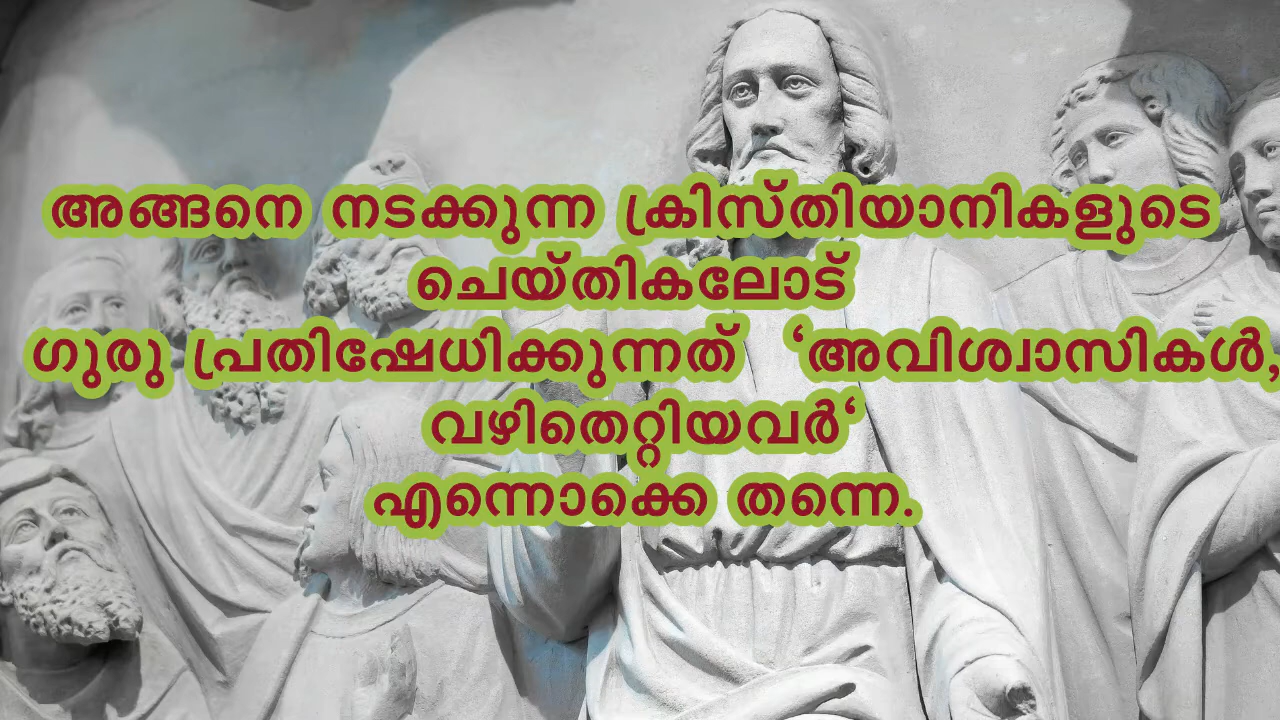 അങ്ങനെ നടക്കുന്ന ക്രിസ്തിയാനികളുടെ
ചെയ്തികലോട്
ഗുരു പ്രതിഷേധിക്കുന്നത് ‘അവിശ്വാസികൾ,
വഴിതെറ്റിയവർ‘
എന്നൊക്കെ തന്നെ.